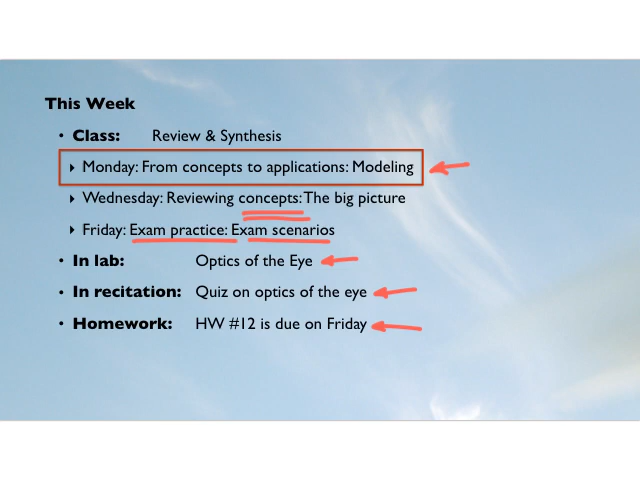 This Week
• Class: Review & Synthesis
‣ Monday: From concepts to applications: Modeling
‣ Wednesday: Reviewing concepts: The big picture
‣ Friday: Exam practice: Exam scenarios
• In lab: Optics of the Eye
• In recitation: Quiz on optics of the eye
• Homework: HW #12 is due on Friday